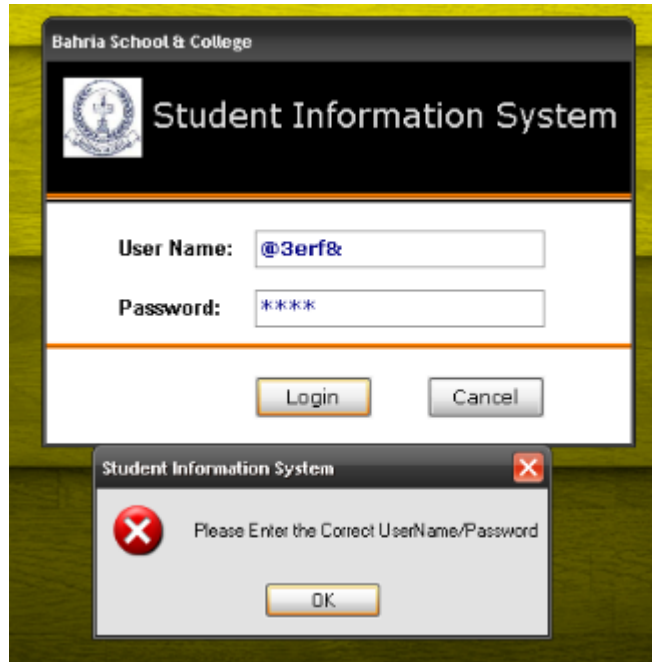 Bahria School & College
Student Information System
User Name: @3erf&
Password: ****
Login Cancel
Student Information System
Please Enter the Correct UserName/Password
OK